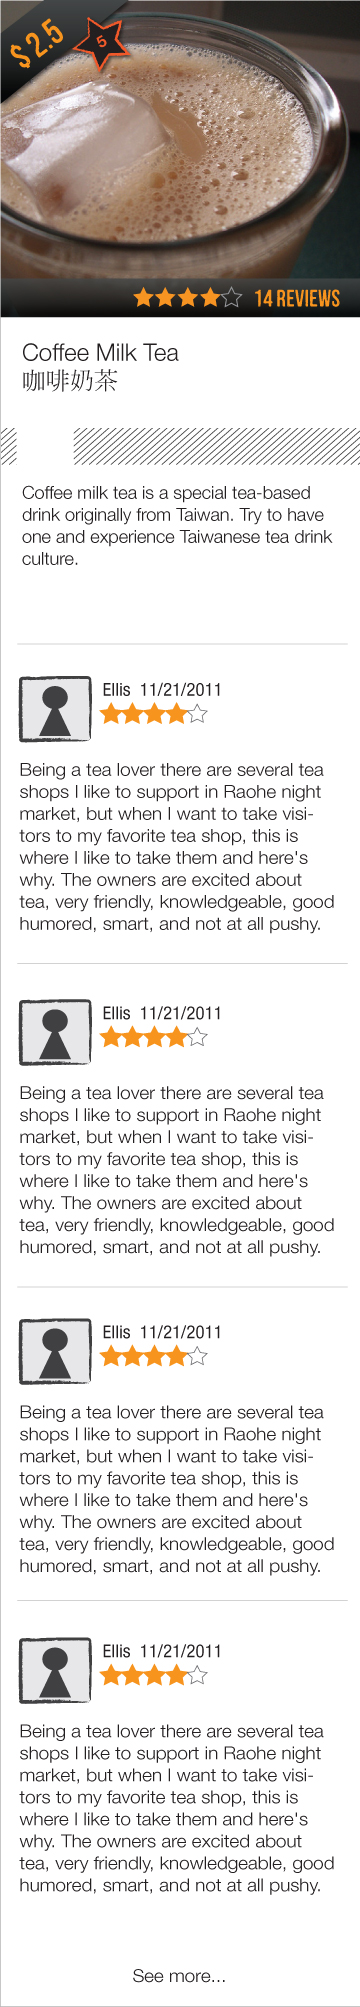 $2.5
5
14 REVIEWS
Coffee Milk Tea
咖啡奶茶
Coffee milk tea is a special tea-based
drink originally from Taiwan. Try to have
one and experience Taiwanese tea drink
culture.
Ellis 11/21/2011
Being a tea lover there are several tea
shops I like to support in Raohe night
market, but when I want to take visi-
tors to my favorite tea shop, this is
where I like to take them and here's
why. The owners are excited about
tea, very friendly, knowledgeable, good
humored, smart, and not at all pushy.
Ellis 11/21/2011
Being a tea lover there are several tea
shops I like to support in Raohe night
market, but when I want to take visi-
tors to my favorite tea shop, this is
where I like to take them and here's
why. The owners are excited about
tea, very friendly, knowledgeable, good
humored, smart, and not at all pushy.
Ellis 11/21/2011
Being a tea lover there are several tea
shops I like to support in Raohe night
market, but when I want to take visi-
tors to my favorite tea shop, this is
where I like to take them and here's
why. The owners are excited about
tea, very friendly, knowledgeable, good
humored, smart, and not at all pushy.
Ellis 11/21/2011
Being a tea lover there are several tea
shops I like to support in Raohe night
market, but when I want to take visi-
tors to my favorite tea shop, this is
where I like to take them and here's
why. The owners are excited about
tea, very friendly, knowledgeable, good
humored, smart, and not at all pushy.
See more...